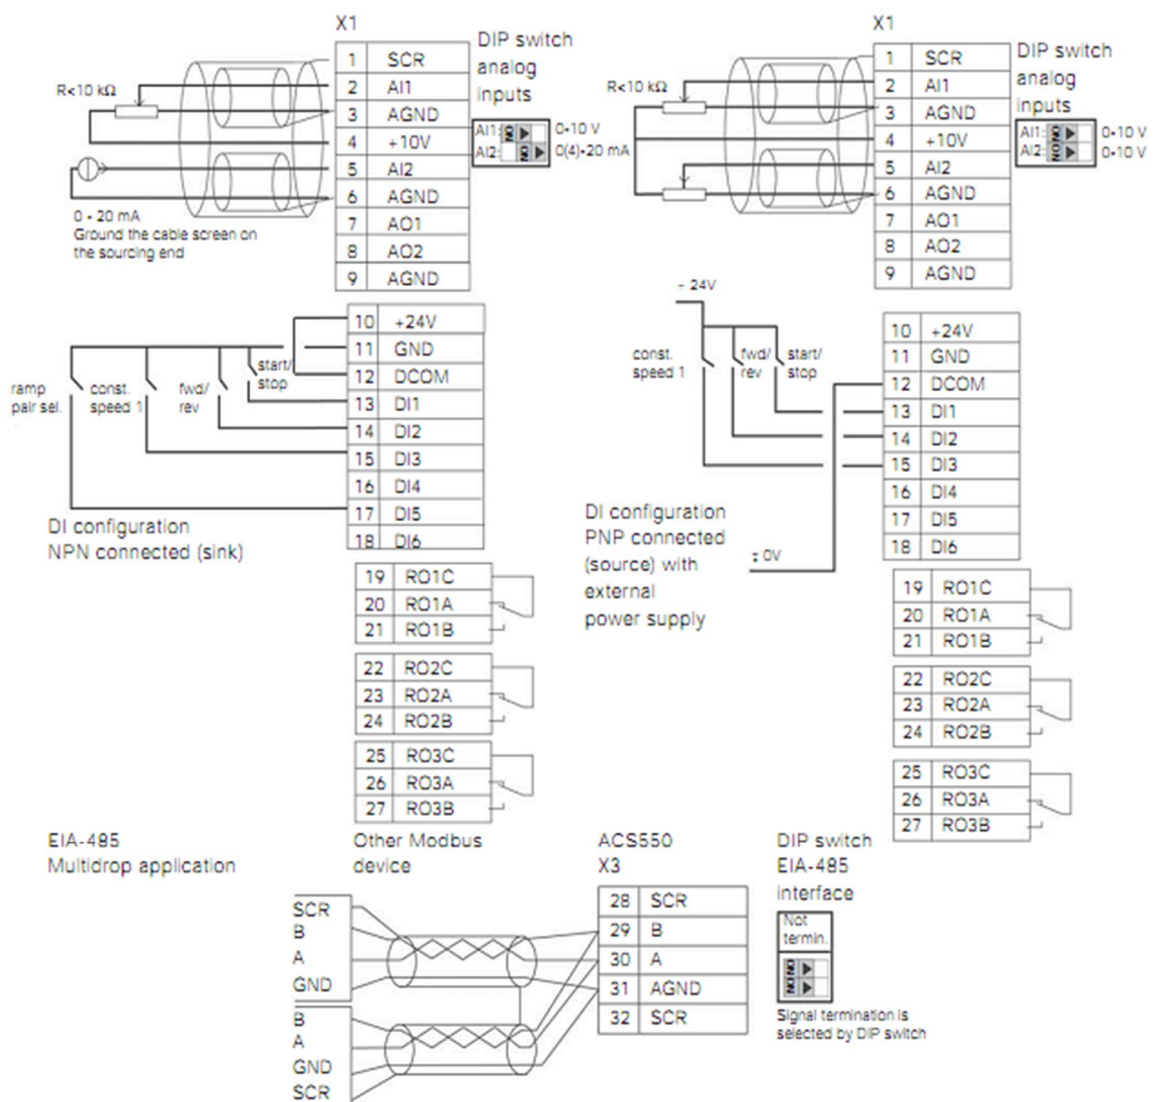 X1
DIP switch
analog
inputs
R<10 kΩ
1 SCR
2 AI1
3 AGND
4 +10V
5 AI2
6 AGND
7 AO1
8 AO2
9 AGND
AI1: ON 0-10 V
AI2: ON 0(4)-20 mA
0 - 20 mA
Ground the cable screen on
the sourcing end
10 +24V
11 GND
12 DCOM
13 DI1
14 DI2
15 DI3
16 DI4
17 DI5
18 DI6
ramp
pair sel.
const.
speed 1
fwd/
rev
start/
stop
DI configuration
NPN connected (sink)
19 RO1C
20 RO1A
21 RO1B
22 RO2C
23 RO2A
24 RO2B
25 RO3C
26 RO3A
27 RO3B
X1
DIP switch
analog
inputs
R<10 kΩ
1 SCR
2 AI1
3 AGND
4 +10V
5 AI2
6 AGND
7 AO1
8 AO2
9 AGND
AI1: ON 0-10 V
AI2: ON 0-10 V
24V
10 +24V
11 GND
12 DCOM
13 DI1
14 DI2
15 DI3
16 DI4
17 DI5
18 DI6
const.
speed 1
fwd/
rev
start/
stop
DI configuration
PNP connected
(source) with
external
power supply
0V
19 RO1C
20 RO1A
21 RO1B
22 RO2C
23 RO2A
24 RO2B
25 RO3C
26 RO3A
27 RO3B
EIA-485
Multidrop application
Other Modbus
device
SCR
B
A
GND
B
A
GND
SCR
ACS550
X3
28 SCR
29 B
30 A
31 AGND
32 SCR
DIP switch
EIA-485
interface
Not
termin.
ON ON
Signal termination is
selected by DIP switch